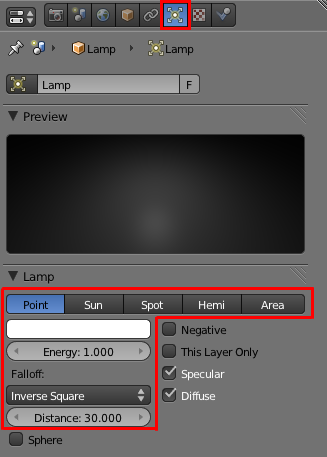 Lamp Lamp
Lamp F
Preview
Lamp
Point Sun Spot Hemi Area
Negative
Energy: 1.000 This Layer Only
Falloff: Specular
Inverse Square Diffuse
Distance: 30.000
Sphere